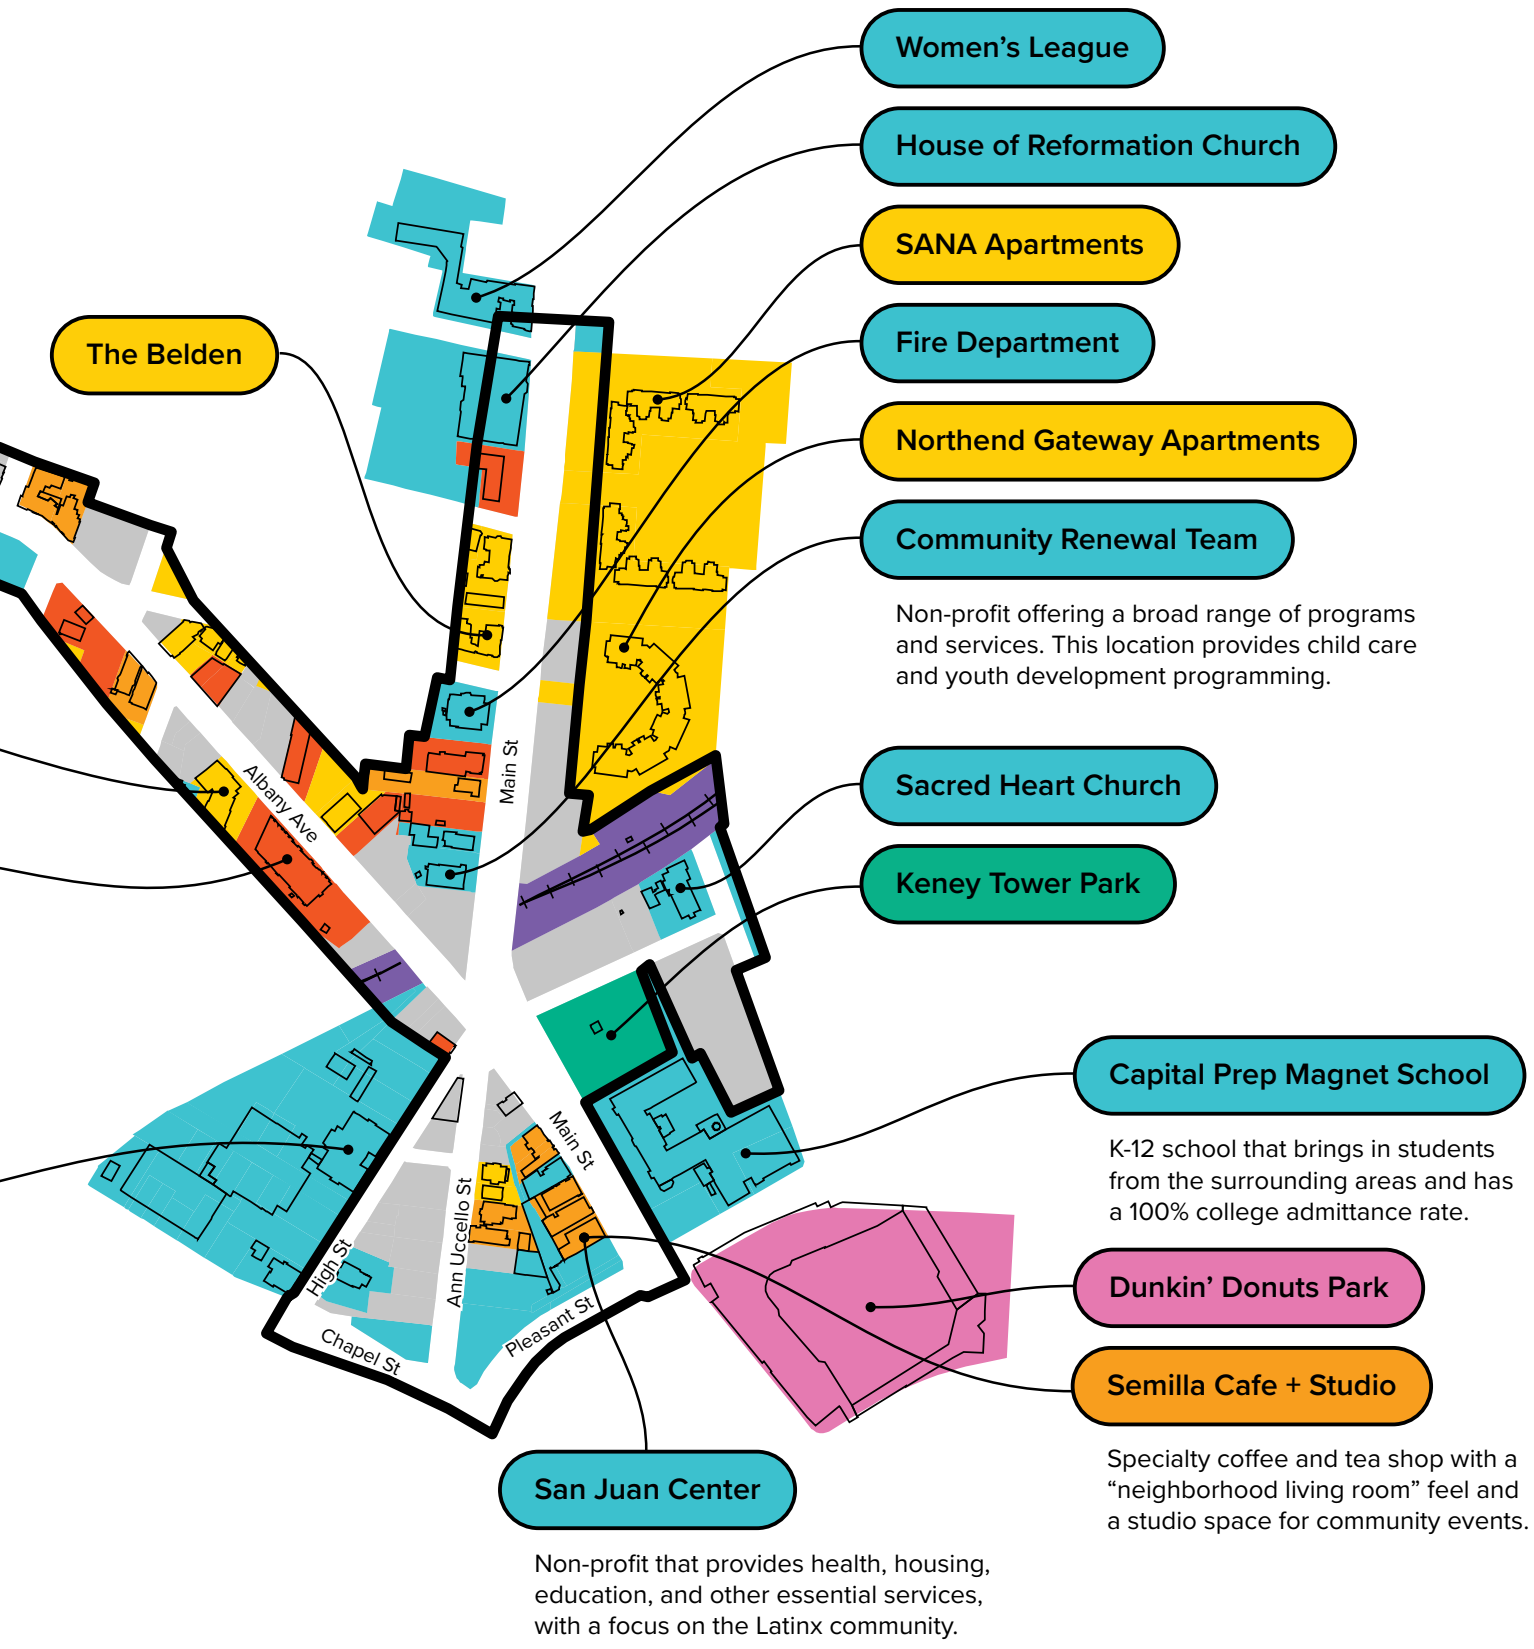 Women’s League
House of Reformation Church
SANA Apartments
Fire Department
The Belden
Northend Gateway Apartments
Community Renewal Team
Non-profit offering a broad range of programs
and services. This location provides child care
and youth development programming.
Main St
Albany Ave
Sacred Heart Church
Keney Tower Park
Capital Prep Magnet School
K-12 school that brings in students
from the surrounding areas and has
a 100% college admittance rate.
Main St
Ann Uccello St
High St
Pleasant St
Chapel St
Dunkin’ Donuts Park
Semilla Cafe + Studio
Specialty coffee and tea shop with a
“neighborhood living room” feel and
a studio space for community events.
San Juan Center
Non-profit that provides health, housing,
education, and other essential services,
with a focus on the Latinx community.